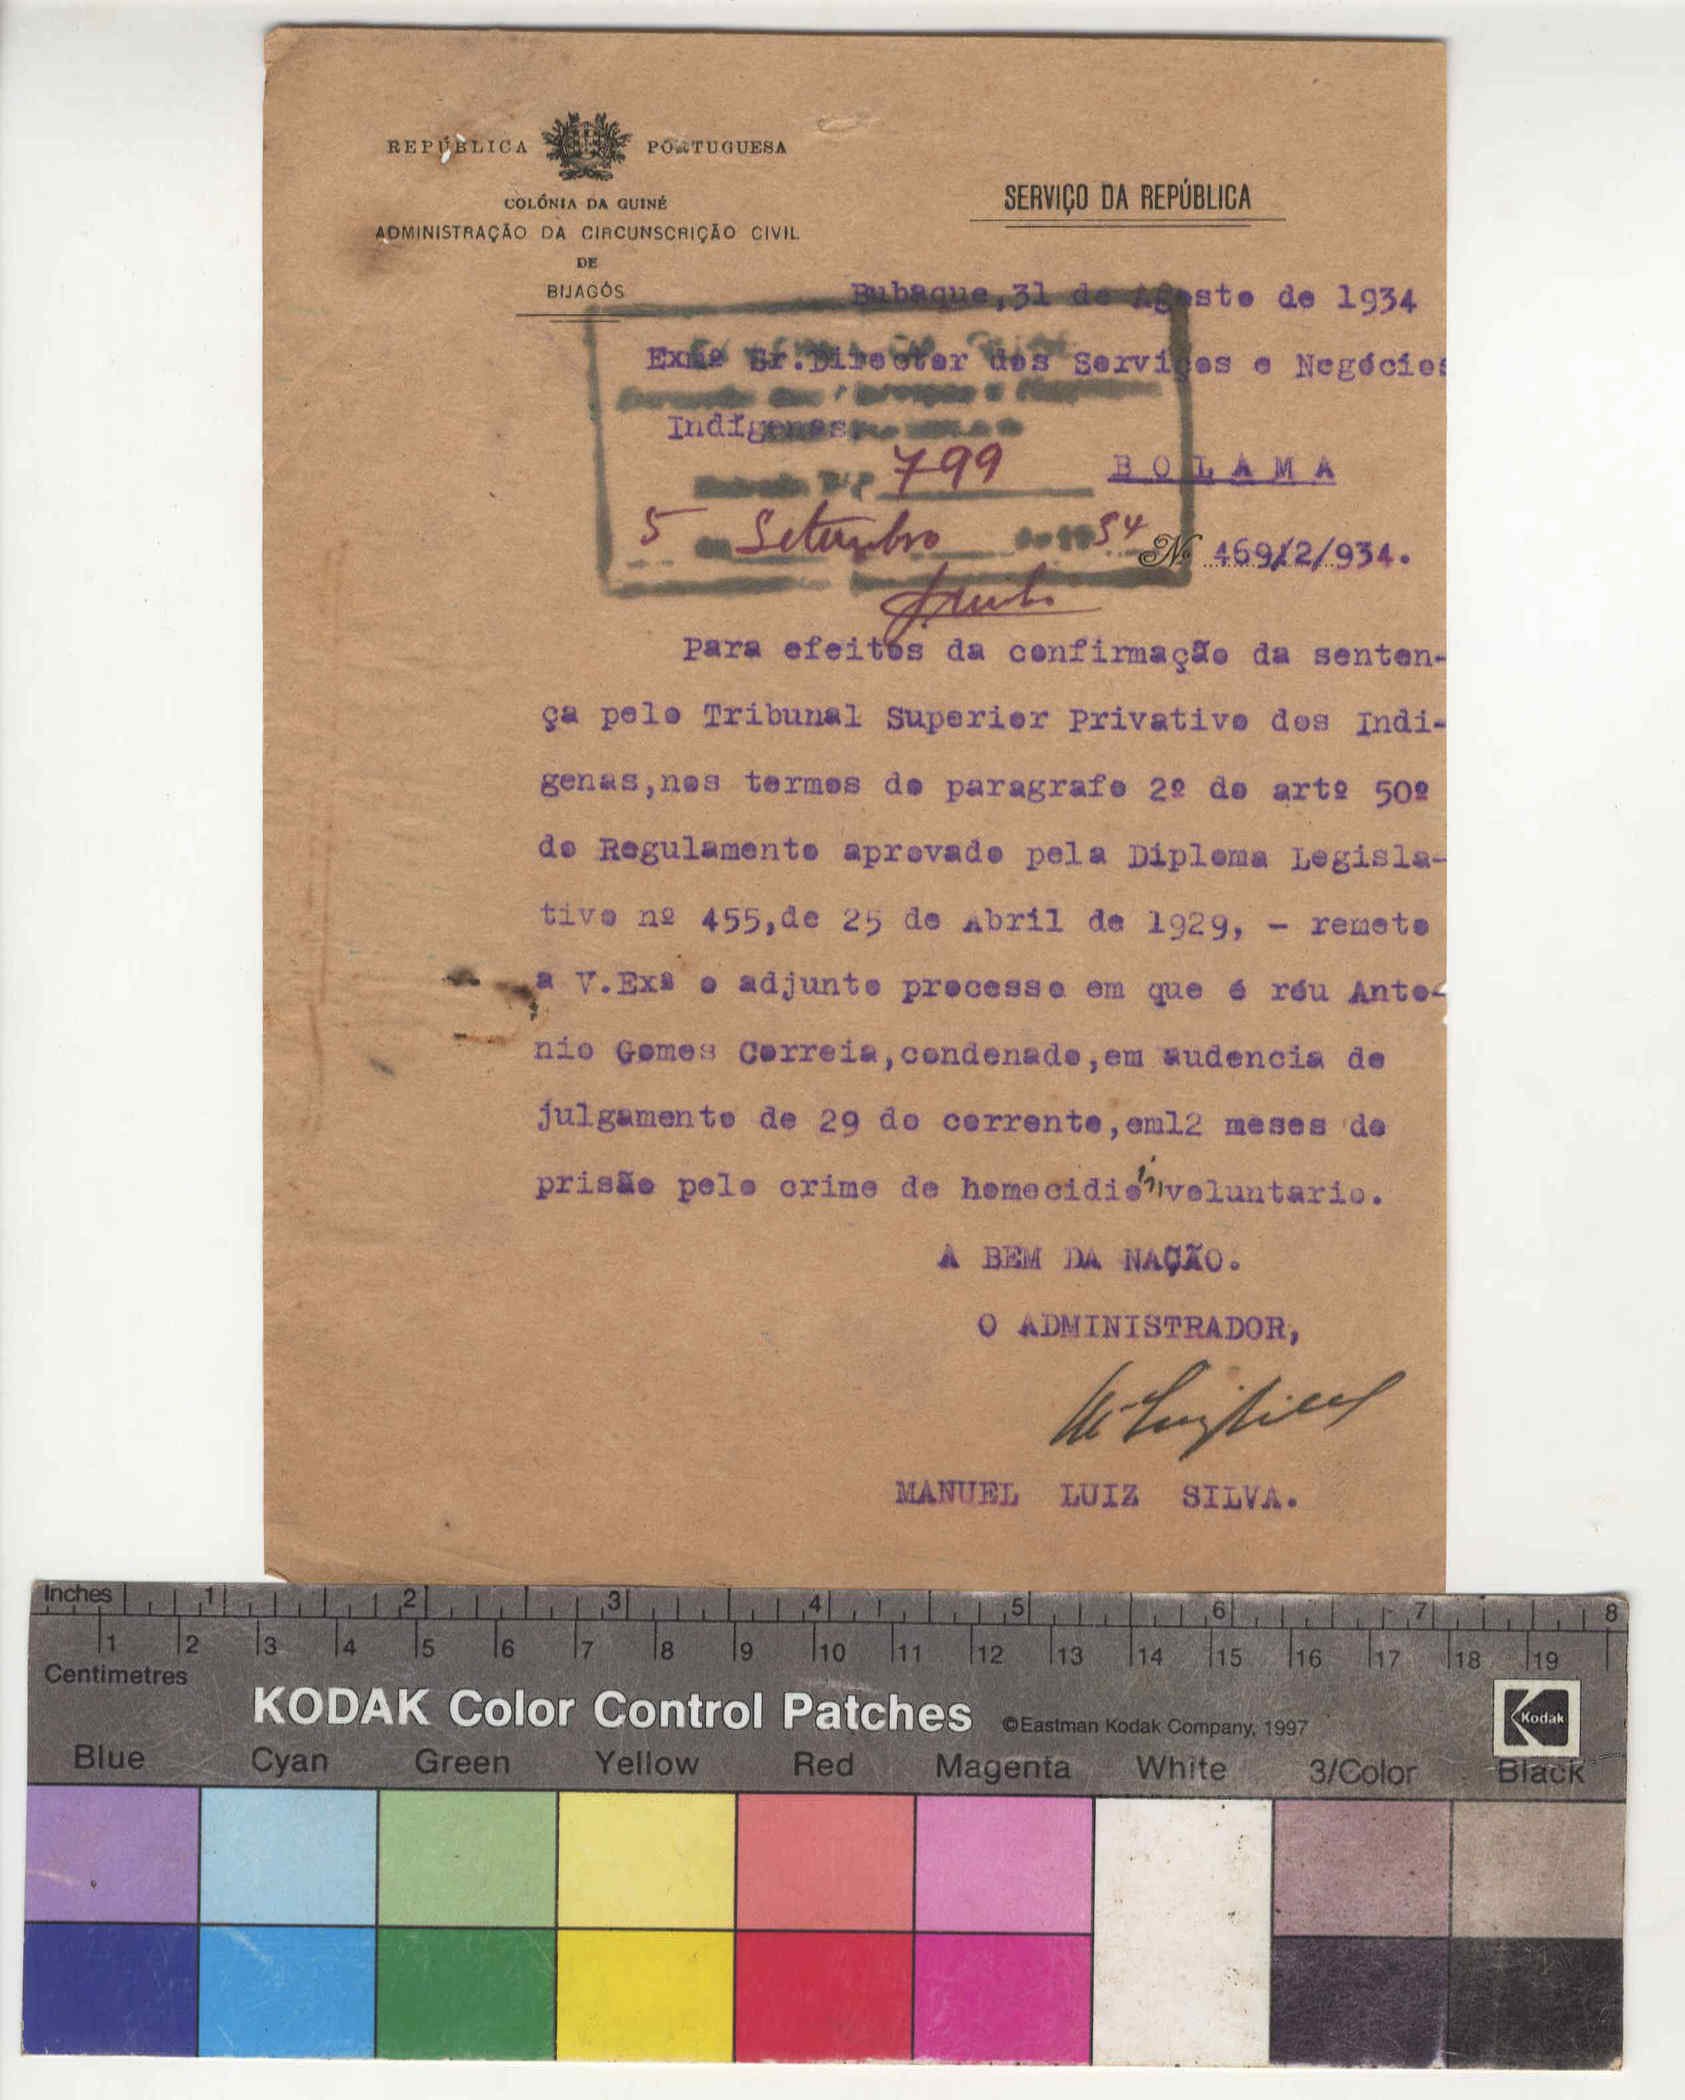 REPÚBLICA PORTUGUESA
COLÓNIA DA GUINÉ
ADMINISTRAÇÃO DA CIRCUNSCRIÇÃO CIVIL
DE
BIJAGÓS
SERVIÇO DA REPÚBLICA
Bubaque,31 de Agosto de 1934
Exmº Sr.Director dos Serviços e Negócios
Indígenas
799
BOLAMA
5 de Setembro de 1934
Nº 469/2/934.
Para efeitos da confirmação da senten-
ça pelo Tribunal Superior Privativo dos Indi-
genas,nos termos do paragrafo 2º do artº 50º
do Regulamento aprovado pela Diploma Legisla-
tivo nº 455,de 25 de Abril de 1929, - remeto
a V.Exª o adjunto processo em que é réu Anto-
nio Gomes Correia,condenado,em audencia de
julgamento de 29 do corrente,em12 meses de
prisão pelo crime de homecidio involuntario.
A BEM DA NAÇÃO.
O ADMINISTRADOR,
MANUEL LUIZ SILVA.
Inches 1 2 3 4 5 6 7 8
1 2 3 4 5 6 7 8 9 10 11 12 13 14 15 16 17 18 19
Centimetres
KODAK Color Control Patches ©Eastman Kodak Company, 1997 Kodak
Blue Cyan Green Yellow Red Magenta White 3/Color Black